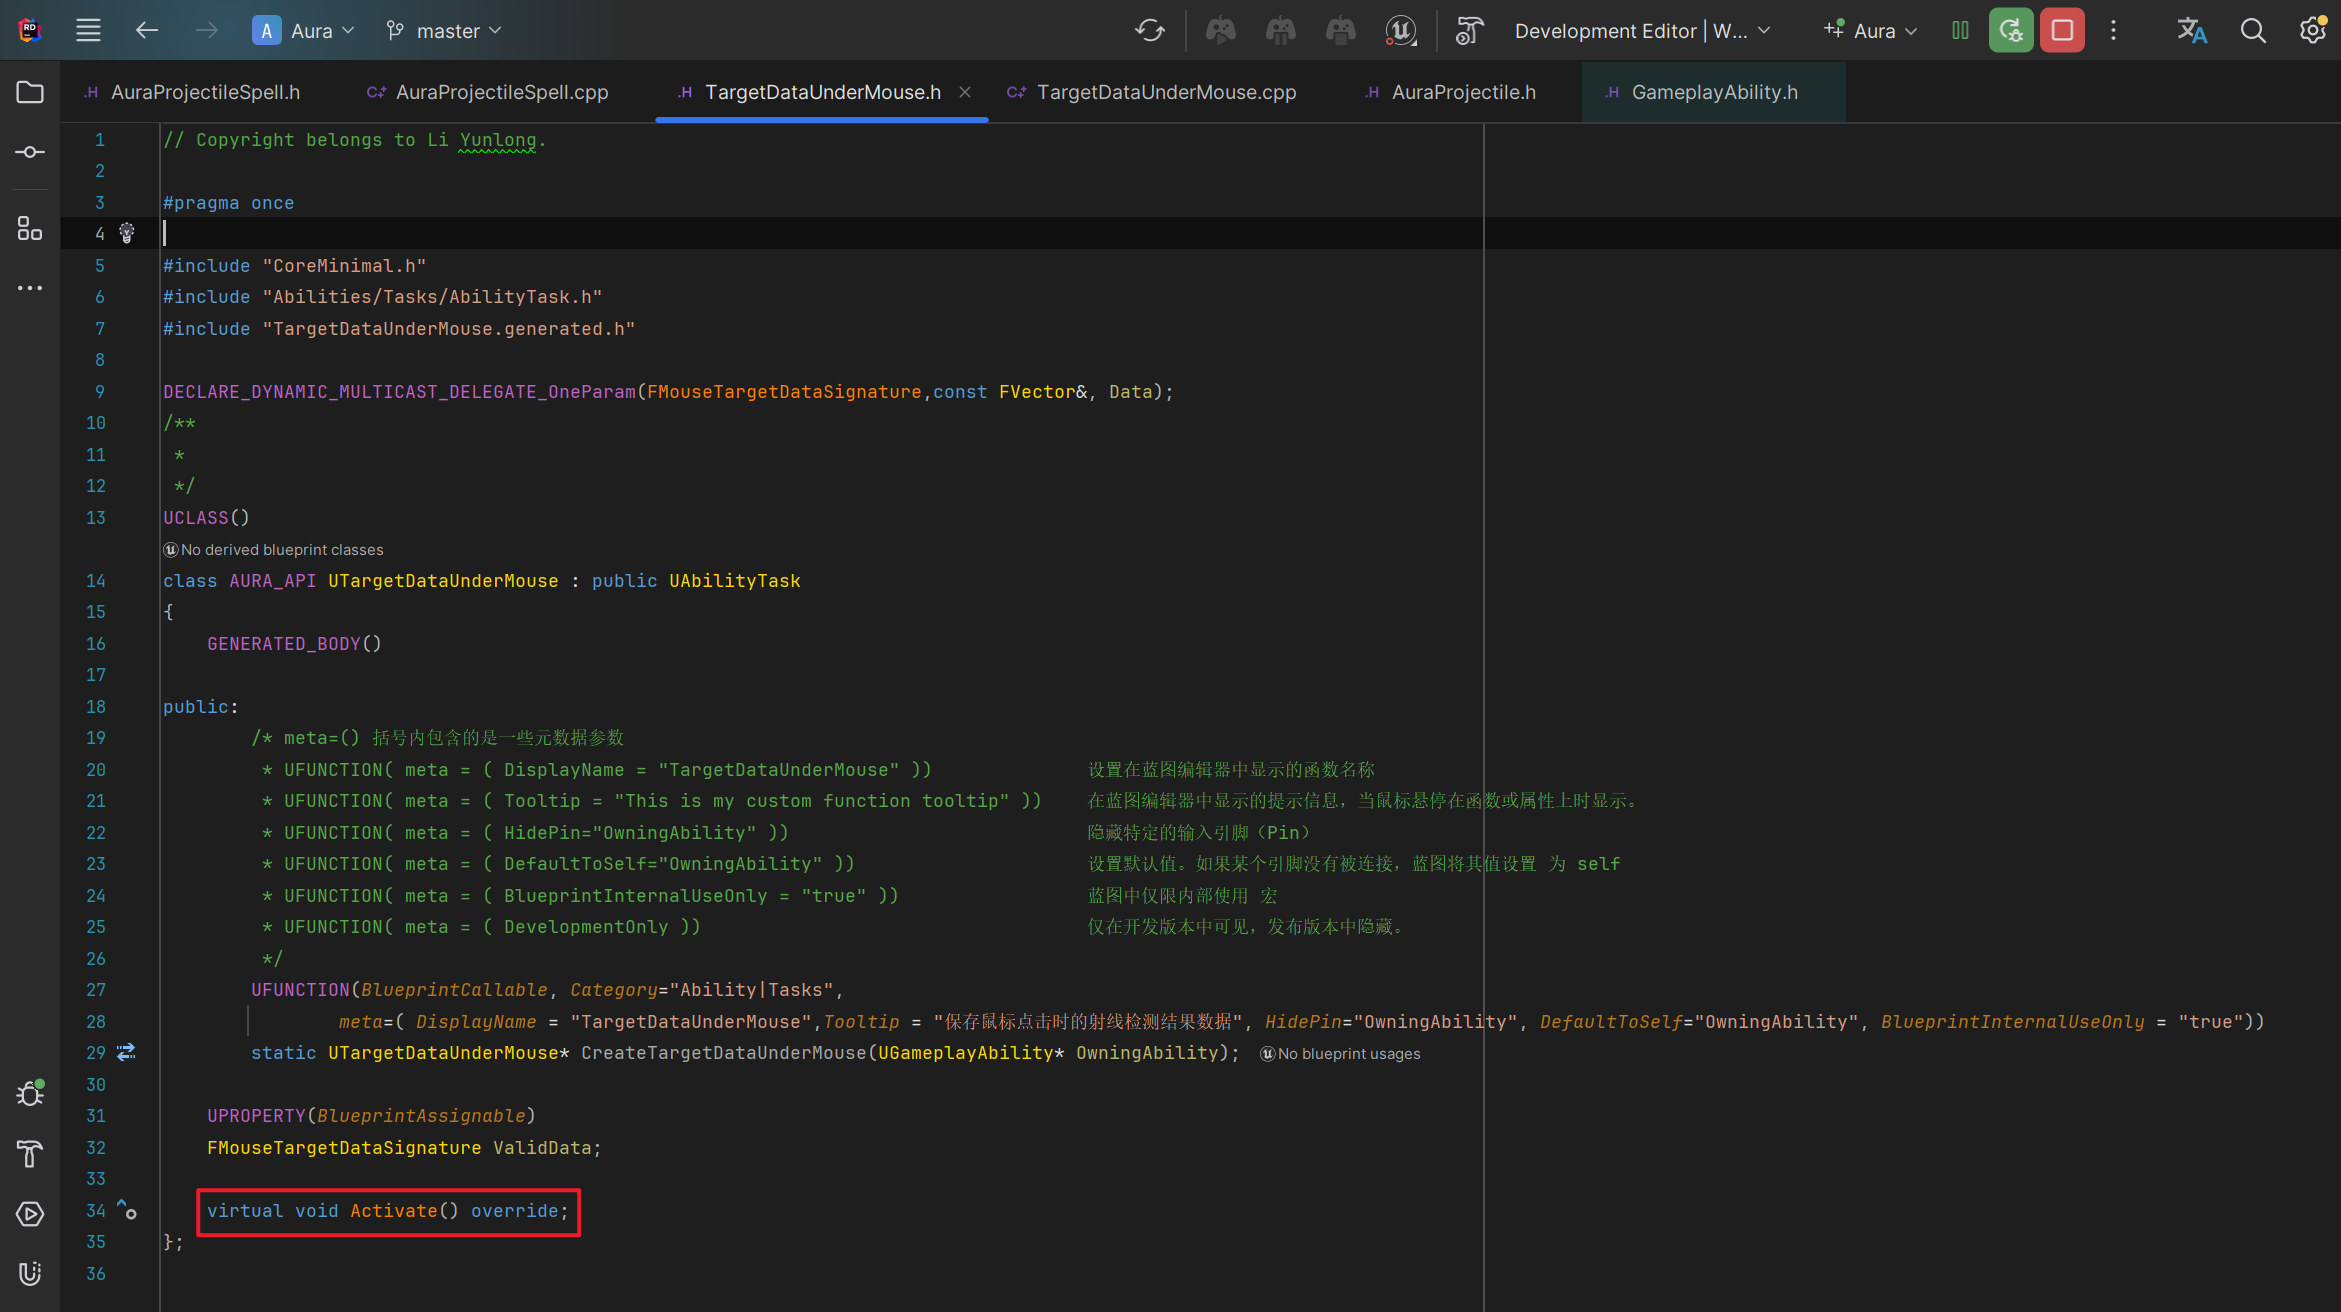 RD
A Aura master Development Editor | W... Aura
AuraProjectileSpell.h AuraProjectileSpell.cpp TargetDataUnderMouse.h TargetDataUnderMouse.cpp AuraProjectile.h GameplayAbility.h
1 // Copyright belongs to Li Yunlong.
2
3 #pragma once
4
5 #include "CoreMinimal.h"
6 #include "Abilities/Tasks/AbilityTask.h"
7 #include "TargetDataUnderMouse.generated.h"
8
9 DECLARE_DYNAMIC_MULTICAST_DELEGATE_OneParam(FMouseTargetDataSignature,const FVector&, Data);
10 /**
11 *
12 */
13 UCLASS()
No derived blueprint classes
14 class AURA_API UTargetDataUnderMouse : public UAbilityTask
15 {
16 GENERATED_BODY()
17
18 public:
19 /* meta=() 括号内包含的是一些元数据参数
20 * UFUNCTION( meta = ( DisplayName = "TargetDataUnderMouse" )) 设置在蓝图编辑器中显示的函数名称
21 * UFUNCTION( meta = ( Tooltip = "This is my custom function tooltip" )) 在蓝图编辑器中显示的提示信息，当鼠标悬停在函数或属性上时显示。
22 * UFUNCTION( meta = ( HidePin="OwningAbility" )) 隐藏特定的输入引脚（Pin）
23 * UFUNCTION( meta = ( DefaultToSelf="OwningAbility" )) 设置默认值。如果某个引脚没有被连接，蓝图将其值设置 为 self
24 * UFUNCTION( meta = ( BlueprintInternalUseOnly = "true" )) 蓝图中仅限内部使用 宏
25 * UFUNCTION( meta = ( DevelopmentOnly )) 仅在开发版本中可见，发布版本中隐藏。
26 */
27 UFUNCTION(BlueprintCallable, Category="Ability|Tasks",
28 meta=( DisplayName = "TargetDataUnderMouse",Tooltip = "保存鼠标点击时的射线检测结果数据", HidePin="OwningAbility", DefaultToSelf="OwningAbility", BlueprintInternalUseOnly = "true"))
29 static UTargetDataUnderMouse* CreateTargetDataUnderMouse(UGameplayAbility* OwningAbility); No blueprint usages
30
31 UPROPERTY(BlueprintAssignable)
32 FMouseTargetDataSignature ValidData;
33
34 virtual void Activate() override;
35 };
36